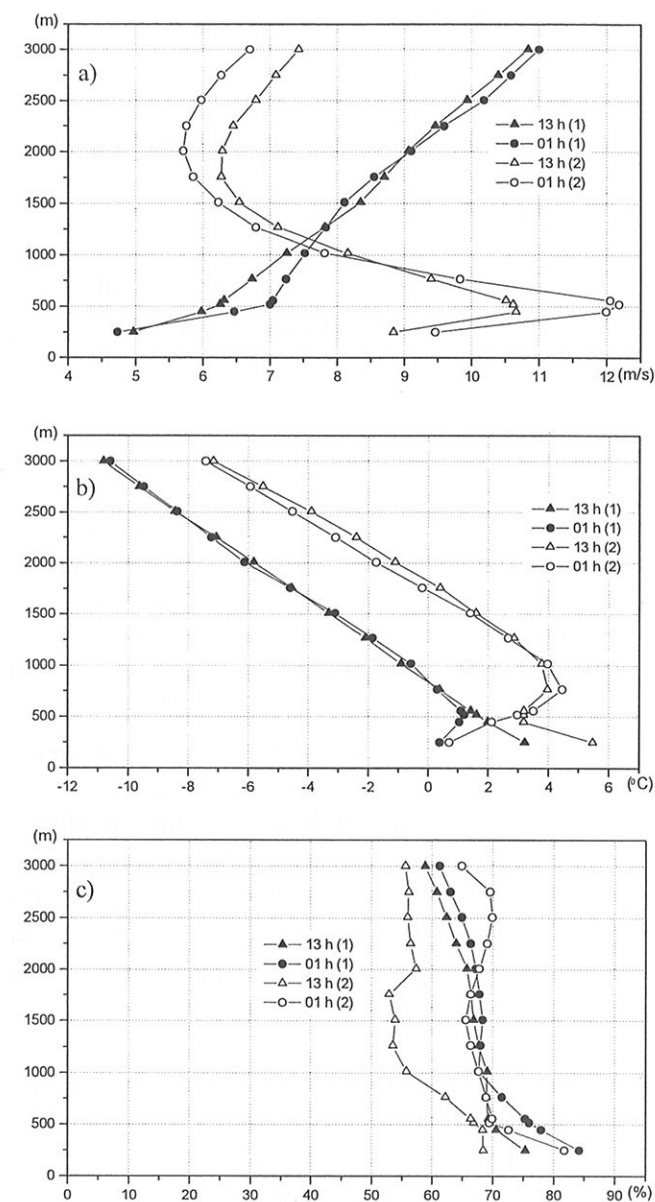 (m)
3000
a)
2500
13 h (1)
01 h (1)
2000
13 h (2)
01 h (2)
1500
1000
500
0
4 5 6 7 8 9 10 11 12 (m/s)
(m)
3000
b)
2500
13 h (1)
01 h (1)
2000
13 h (2)
01 h (2)
1500
1000
500
0
-12 -10 -8 -6 -4 -2 0 2 4 6 (ºC)
(m)
3000
c)
2500
13 h (1)
01 h (1)
2000
13 h (2)
01 h (2)
1500
1000
500
0
0 10 20 30 40 50 60 70 80 90 (%)